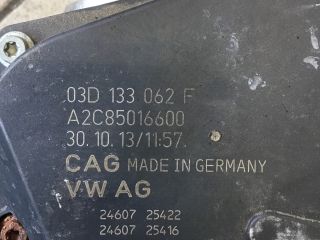 03D 133 062 F
A2C85016600
30.10.13/11:57
CAG MADE IN GERMANY
VW AG
24607 25422
24607 25416